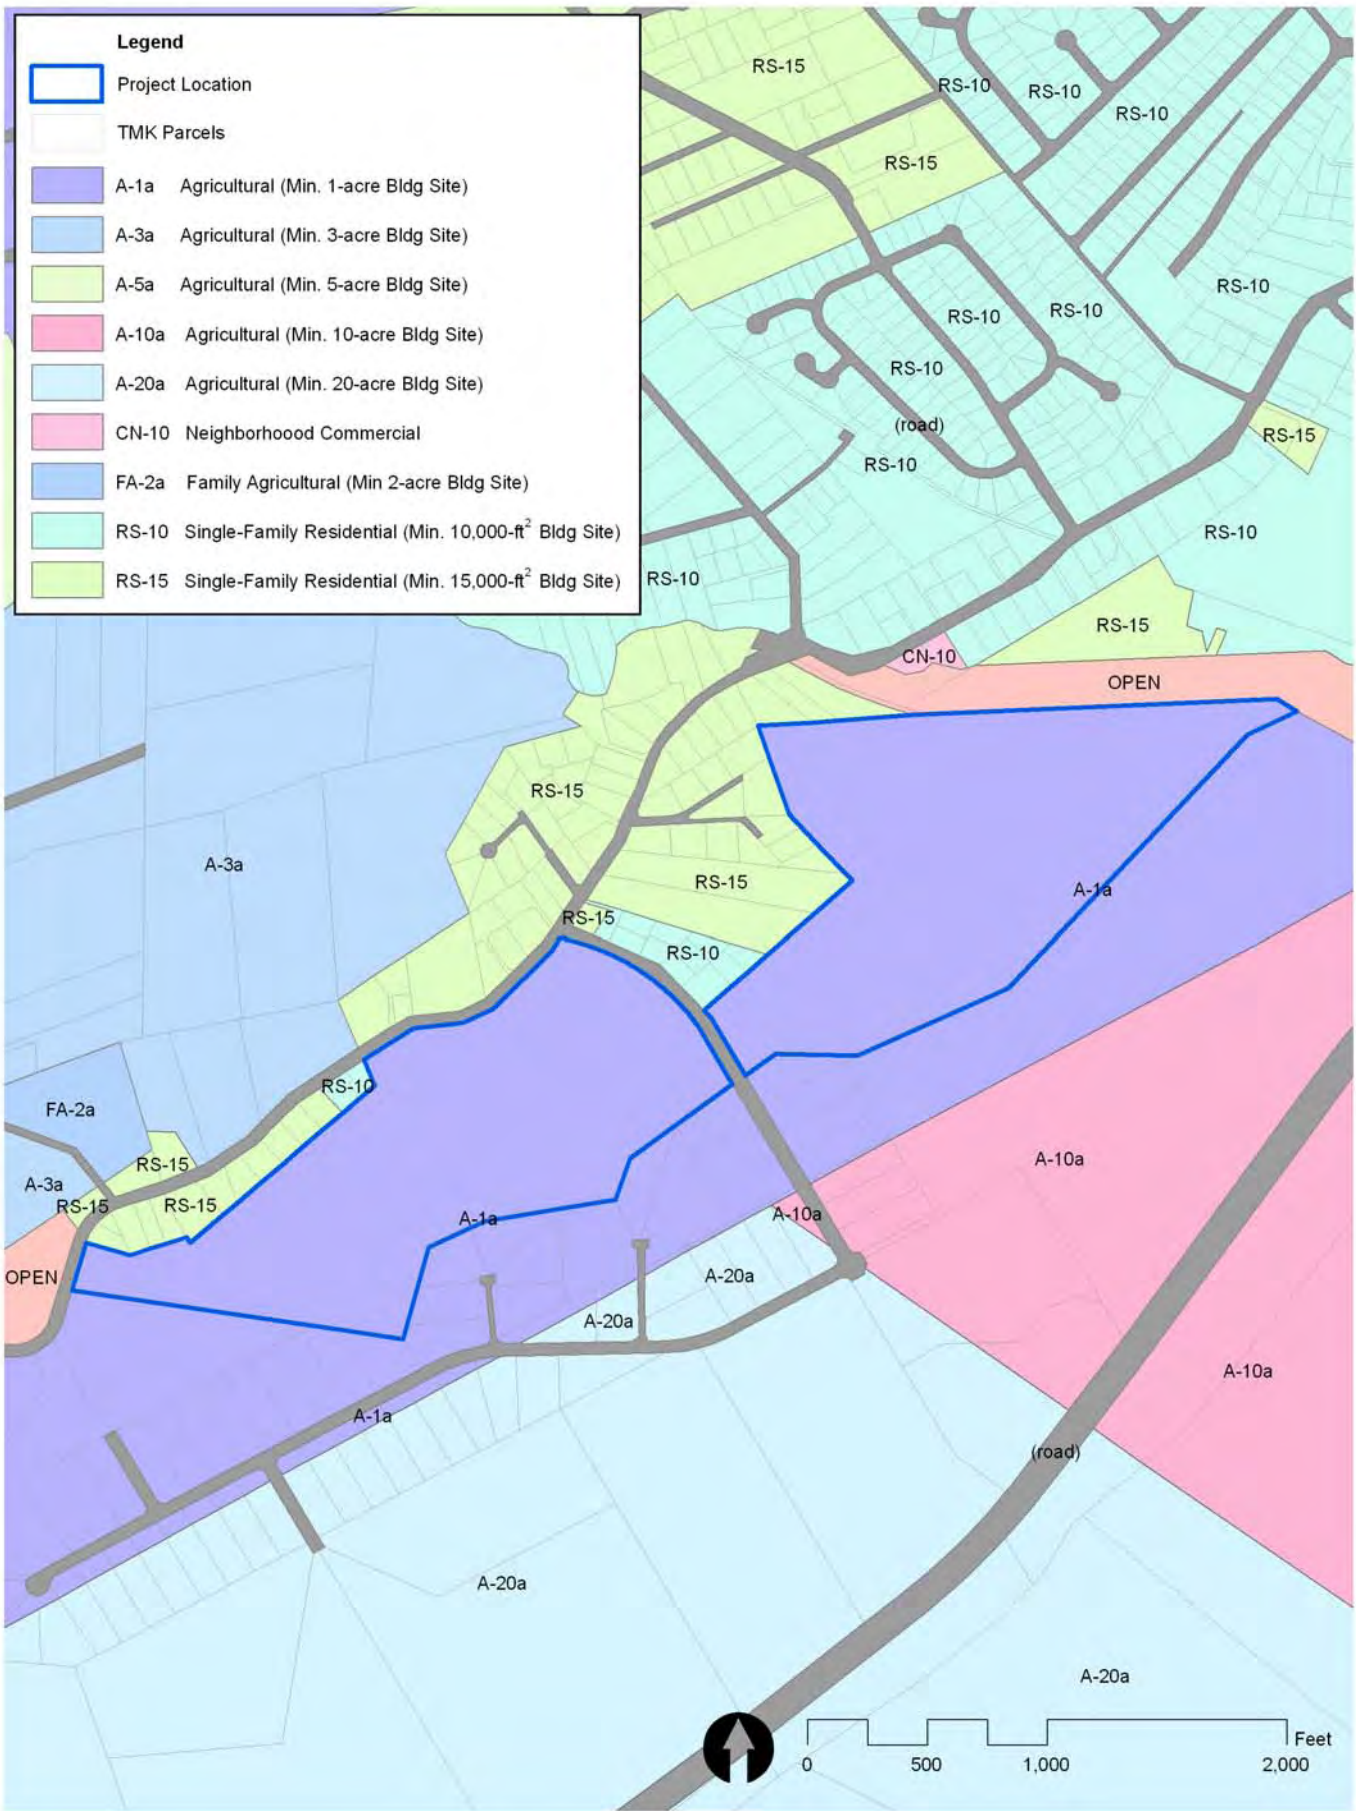 Legend
Project Location
TMK Parcels
A-1a Agricultural (Min. 1-acre Bldg Site)
A-3a Agricultural (Min. 3-acre Bldg Site)
A-5a Agricultural (Min. 5-acre Bldg Site)
A-10a Agricultural (Min. 10-acre Bldg Site)
A-20a Agricultural (Min. 20-acre Bldg Site)
CN-10 Neighborhoood Commercial
FA-2a Family Agricultural (Min 2-acre Bldg Site)
RS-10 Single-Family Residential (Min. 10,000-ft² Bldg Site)
RS-15 Single-Family Residential (Min. 15,000-ft² Bldg Site)
RS-15
RS-10
RS-10
RS-10
RS-15
RS-10
RS-10
RS-10
RS-10
(road)
RS-15
RS-10
RS-10
RS-10
RS-15
CN-10
OPEN
RS-15
A-3a
RS-15
A-1a
RS-15
RS-10
RS-10
FA-2a
A-10a
RS-15
A-3a
RS-15
RS-15
A-10a
A-1a
OPEN
A-20a
A-20a
A-10a
A-1a
(road)
A-20a
A-20a
Feet
0 500 1,000 2,000